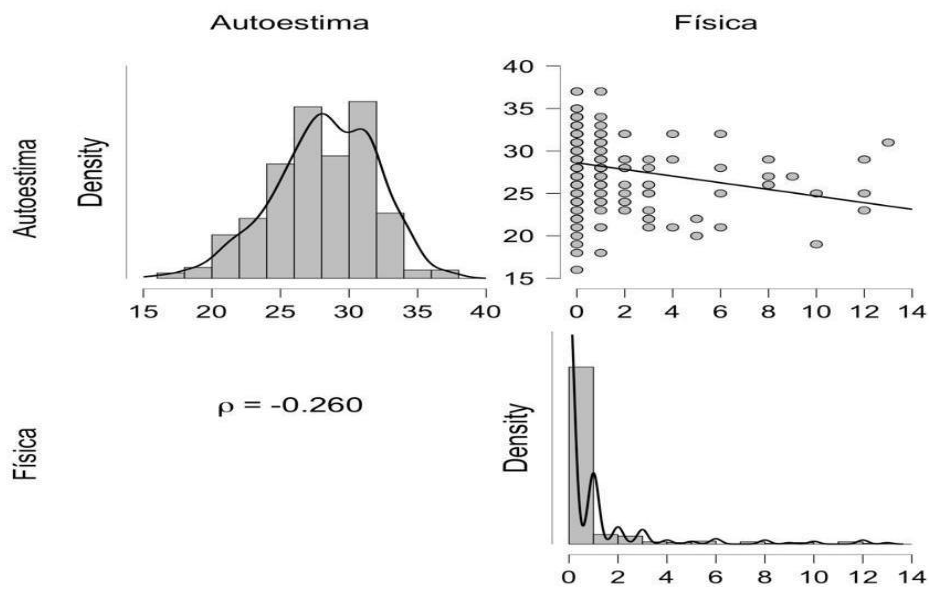 Autoestima
Física
Autoestima
Density
40
35
30
25
20
15
15 20 25 30 35 40
0 2 4 6 8 10 12 14
Física
ρ = -0.260
Density
0 2 4 6 8 10 12 14